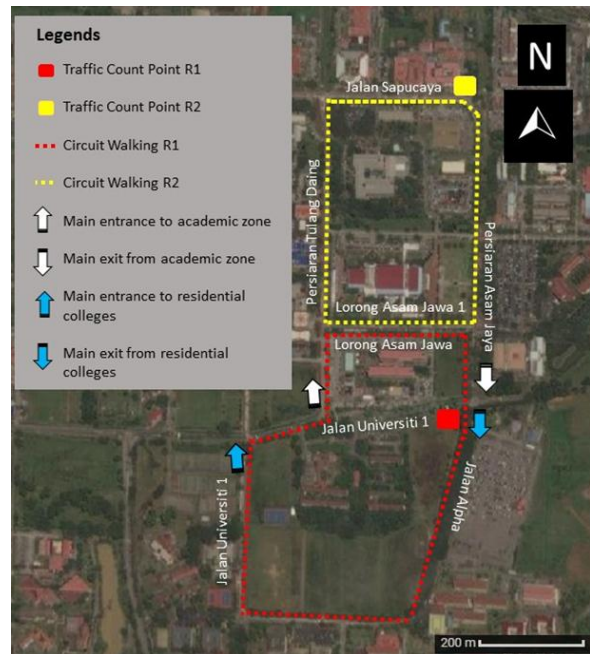 Legends
Traffic Count Point R1
Traffic Count Point R2
Circuit Walking R1
Circuit Walking R2
Main entrance to academic zone
Main exit from academic zone
Main entrance to residential
colleges
Main exit from residential
colleges
N
Jalan Sapucaya
Persiaran Tulang Daing
Persiaran Asam Jaya
Lorong Asam Jawa 1
Lorong Asam Jawa
Jalan Universiti 1
Jalan Universiti 1
Jalan Alpha
200 m